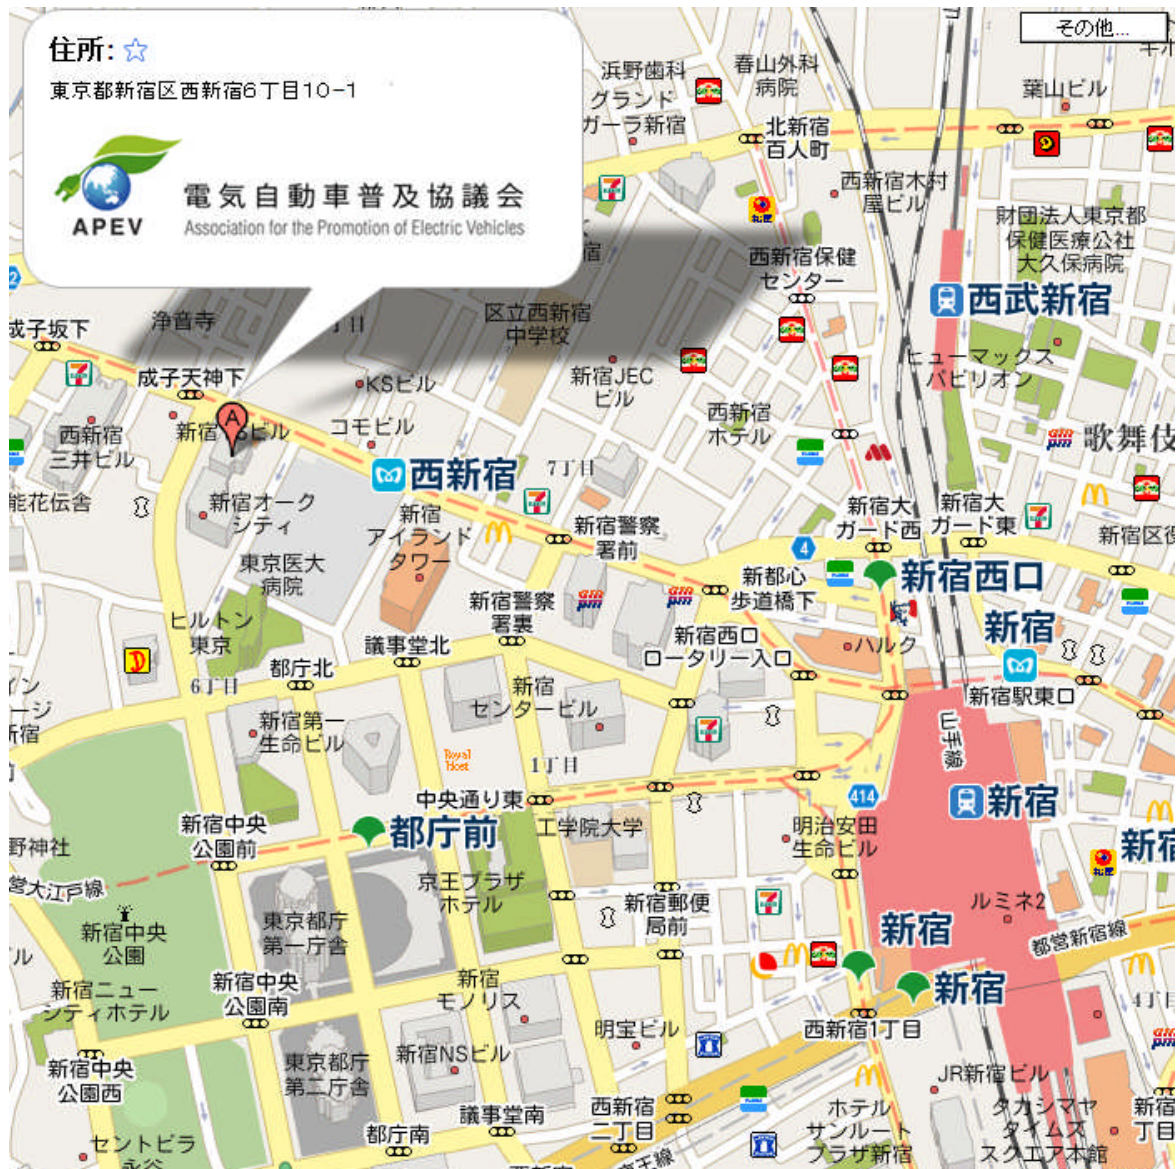 住所: ☆
東京都新宿区西新宿6丁目10-1
APEV
電気自動車普及協議会
Association for the Promotion of Electric Vehicles
その他...
浜野歯科
グランド
ガーラ新宿
春山外科
病院
葉山ビル
北新宿
百人町
西新宿木村
屋ビル
財団法人東京都
保健医療公社
大久保病院
西新宿保健
センター
西武新宿
成子坂下
浄音寺
区立西新宿
中学校
ヒューマックス
パビリオン
成子天神下
KSビル
新宿JEC
ビル
西新宿
ホテル
A
コモビル
西新宿
三井ビル
西新宿
7丁目
歌舞伎
能花伝舎
新宿オーク
シティ
新宿
アイランド
タワー
新宿警察
署前
新宿大
ガード西
新宿大
ガード東
新宿区役
4
東京医大
病院
新都心
歩道橋下
新宿西口
ヒルトン
東京
新宿警察
署裏
am
pm
am
pm
新宿西口
ロータリー入口
ハルク
新宿
議事堂北
都庁北
6丁目
新宿
センタービル
新宿駅東口
新宿第一
生命ビル
山手線
Royal
Host
1丁目
中央通り東
414
新宿
新宿中央
公園前
都庁前
工学院大学
明治安田
生命ビル
野神社
営大江戸線
京王プラザ
ホテル
新宿郵便
局前
ルミネ2
東京都庁
第一庁舎
新宿中央
公園
新宿
都営新宿線
新宿中央
公園南
新宿
モノリス
新宿
新宿ニュー
シティホテル
西新宿1丁目
4丁目
明宝ビル
新宿NSビル
新宿中央
公園西
東京都庁
第二庁舎
JR新宿ビル
議事堂南
西新宿
二丁目
ホテル
サンルート
プラザ新宿
タカシマヤ
タイムズ
スクエア本館
都庁南
セントビラ